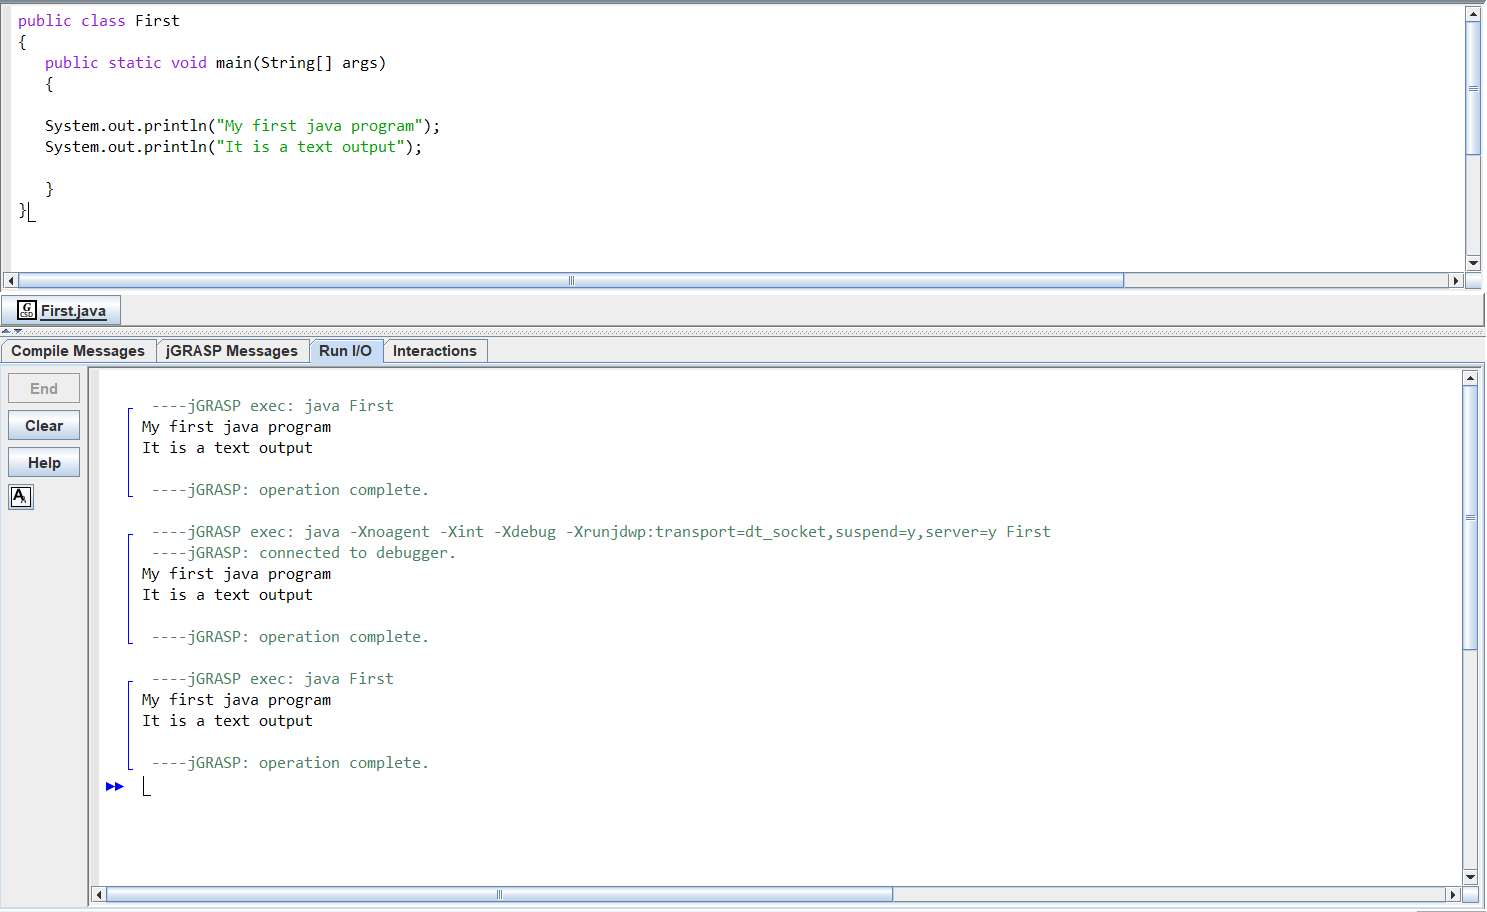 public class First
{
public static void main(String[] args)
{
System.out.println("My first java program");
System.out.println("It is a text output");
}
}
G
CSD
First.java
Compile Messages jGRASP Messages Run I/O Interactions
End
Clear
Help
A
----jGRASP exec: java First
My first java program
It is a text output
----jGRASP: operation complete.
----jGRASP exec: java -Xnoagent -Xint -Xdebug -Xrunjdwp:transport=dt_socket,suspend=y,server=y First
----jGRASP: connected to debugger.
My first java program
It is a text output
----jGRASP: operation complete.
----jGRASP exec: java First
My first java program
It is a text output
----jGRASP: operation complete.